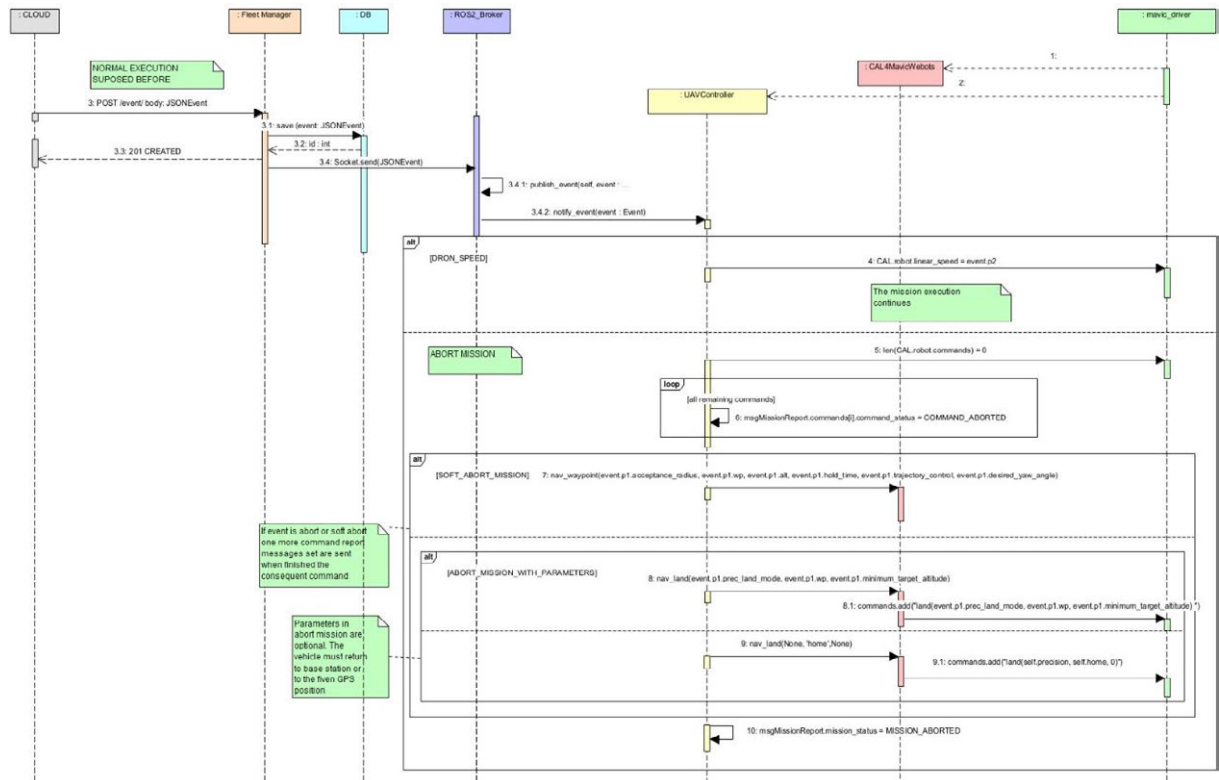 : CLOUD
: Fleet Manager
: DB
: ROS2_Broker
: mavic_driver
NORMAL EXECUTION
SUPOSED BEFORE
: CAL4MavicWebots
1:
2:
: UAVController
3: POST /event/ body: JSONEvent
3.1: save (event: JSONEvent)
3.2: id : int
3.3: 201 CREATED
3.4: Socket.send(JSONEvent)
3.4.1: publish_event(self, event : ...
3.4.2: notify_event(event : Event)
alt
[DRON_SPEED]
4: CAL.robot.linear_speed = event.p2
The mission execution
continues
ABORT MISSION
5: len(CAL.robot.commands) = 0
loop
[all remaining commands]
6: msgMissionReport.commands[i].command_status = COMMAND_ABORTED
alt
[SOFT_ABORT_MISSION]
7: nav_waypoint(event.p1.acceptance_radius, event.p1.wp, event.p1.alt, event.p1.hold_time, event.p1.trajectory_control, event.p1.desired_yaw_angle)
If event is abort or soft abort
one more command report
messages set are sent
when finished the
consequent command
alt
[ABORT_MISSION_WITH_PARAMETERS]
8: nav_land(event.p1.prec_land_mode, event.p1.wp, event.p1.minimum_target_altitude)
8.1: commands.add("land(event.p1.prec_land_mode, event.p1.wp, event.p1.minimum_target_altitude) ")
Parameters in
abort mission are
optional. The
vehicle must return
to base station or
to the fiven GPS
position
9: nav_land(None, 'home',None)
9.1: commands.add("land(self.precision, self.home, 0)")
10: msgMissionReport.mission_status = MISSION_ABORTED